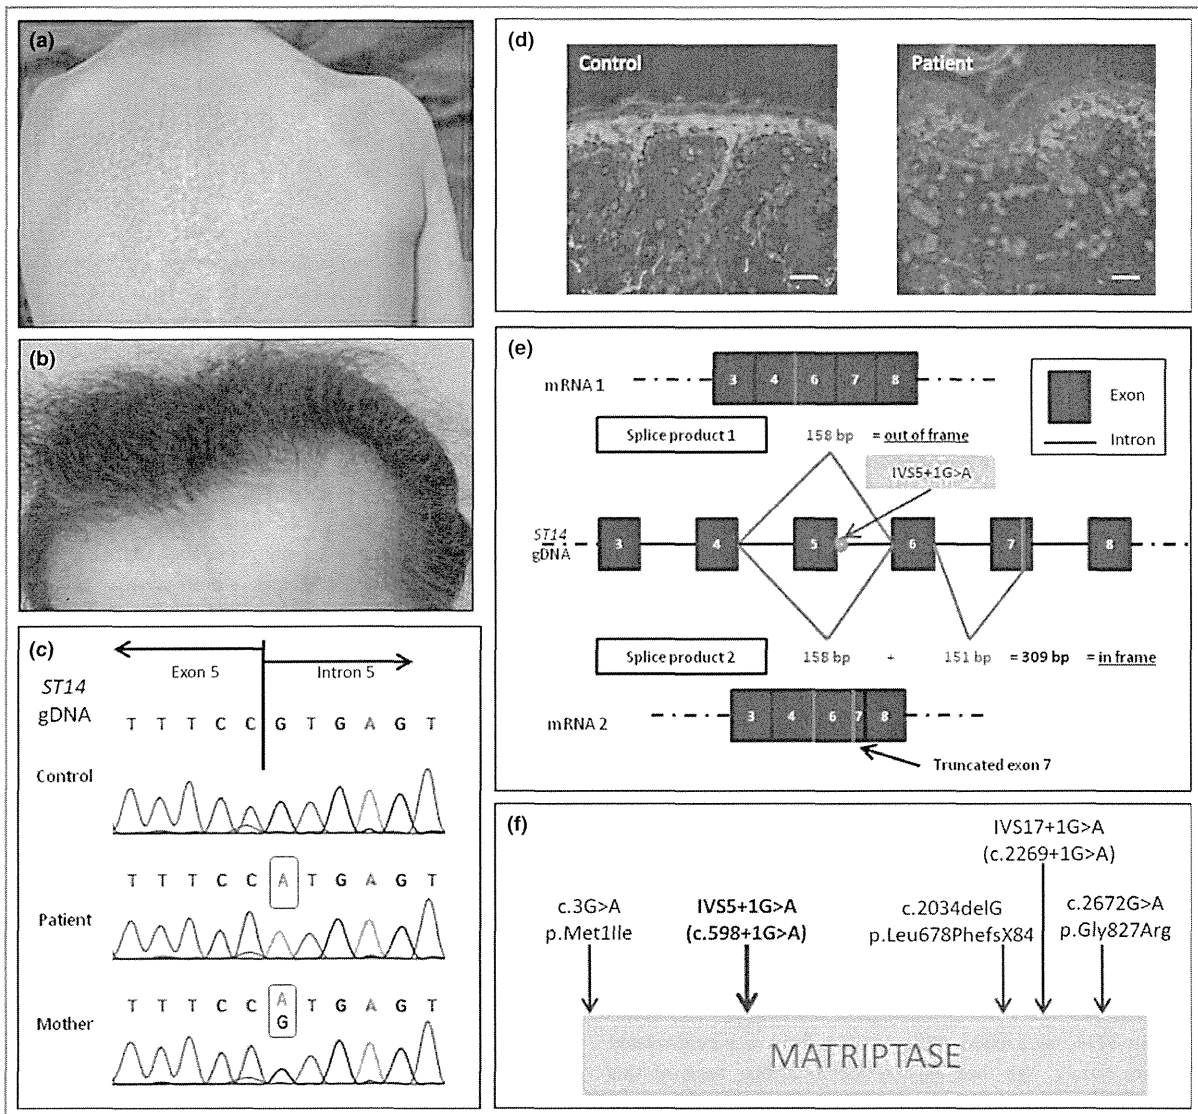 (a)
(b)
(c)
Exon 5
Intron 5
ST14
gDNA
T T T C C G T G A G T
Control
T T T C C A T G A G T
Patient
T T T C C A T G A G T
G
Mother
(d)
Control
Patient
(e)
mRNA 1
3 4 6 7 8
Exon
Intron
Splice product 1
158 bp = out of frame
IVS5+1G>A
ST14
gDNA
3 4 5 6 7 8
Splice product 2
158 bp + 151 bp = 309 bp = in frame
mRNA 2
3 4 6 7 8
Truncated exon 7
(f)
IVS17+1G>A
(c.2269+1G>A)
c.3G>A
p.Met1Ile
IVS5+1G>A
(c.598+1G>A)
c.2034delG
p.Leu678PhefsX84
c.2672G>A
p.Gly827Arg
MATRIPTASE